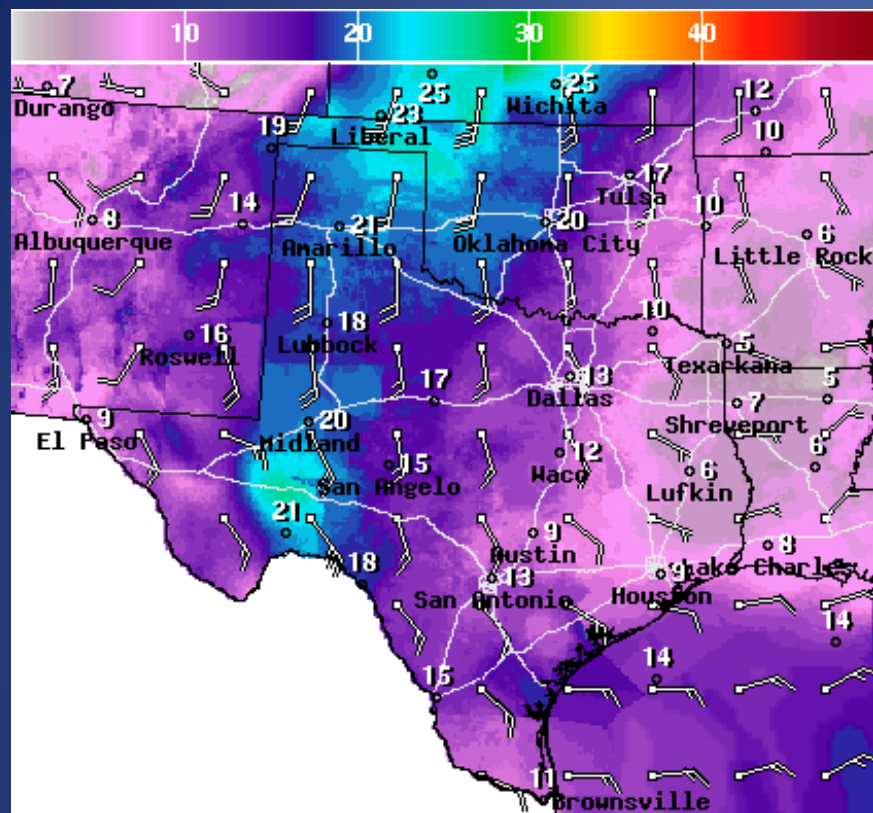 10 20 30 40
7 25 25 12
Durango Wichita
23
Liberal
19 10
17
Tulsa
8 14 21 20 10 6
Albuquerque Amarillo Oklahoma City Little Rock
16 18 10 5
Roswell Lubbock Texarkana
17 13 7 5
Dallas
9 20 Shreveport
El Paso Midland
15 12 6 6
San Angelo Waco Lufkin
21 9 8
Austin Lake Charles
18 13 9
San Antonio Houston
14
15 14
11
Brownsville